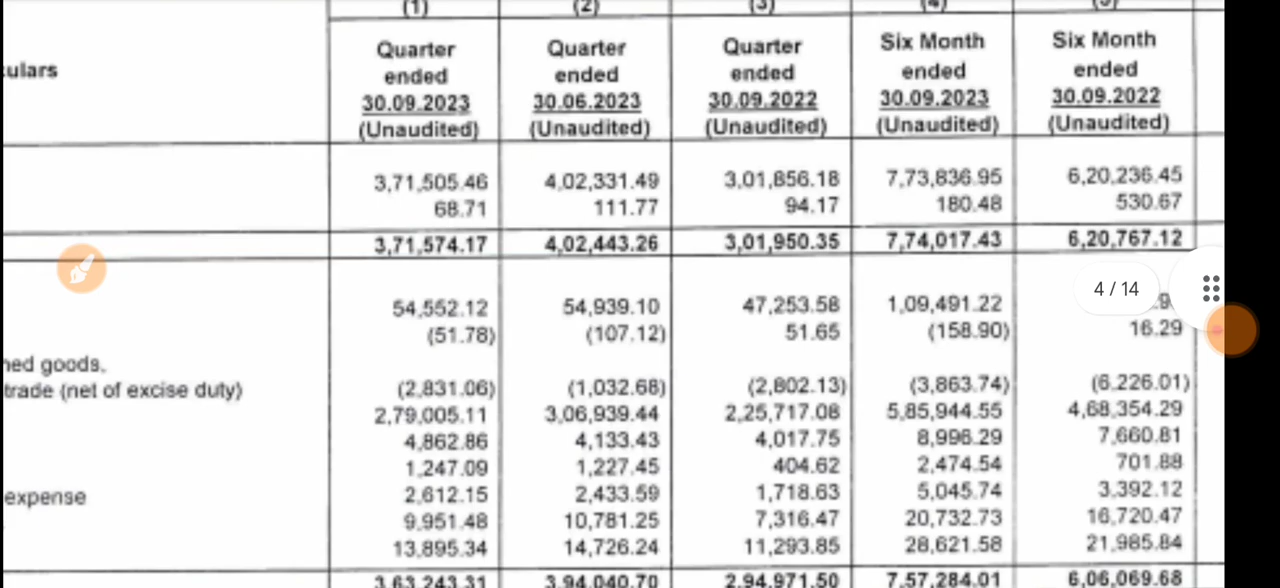 (1) (2) (3) (4) (5)
Quarter Quarter Quarter Six Month Six Month
ulars ended ended ended ended ended
30.09.2023 30.06.2023 30.09.2022 30.09.2023 30.09.2022
(Unaudited) (Unaudited) (Unaudited) (Unaudited) (Unaudited)
3,71,505.46 4,02,331.49 3,01,856.18 7,73,836.95 6,20,236.45
68.71 111.77 94.17 180.48 530.67
3,71,574.17 4,02,443.26 3,01,950.35 7,74,017.43 6,20,767.12
4 / 14
54,552.12 54,939.10 47,253.58 1,09,491.22
(51.78) (107.12) 51.65 (158.90) 16.29
ned goods,
trade (net of excise duty) (2,831.06) (1,032.68) (2,802.13) (3,863.74) (6,226.01)
2,79,005.11 3,06,939.44 2,25,717.08 5,85,944.55 4,68,354.29
4,862.86 4,133.43 4,017.75 8,996.29 7,660.81
1,247.09 1,227.45 404.62 2,474.54 701.88
expense 2,612.15 2,433.59 1,718.63 5,045.74 3,392.12
9,951.48 10,781.25 7,316.47 20,732.73 16,720.47
13,895.34 14,726.24 11,293.85 28,621.58 21,985.84
3,63,243.31 3,94,040.70 2,94,971.50 7,57,284.01 6,06,069.68